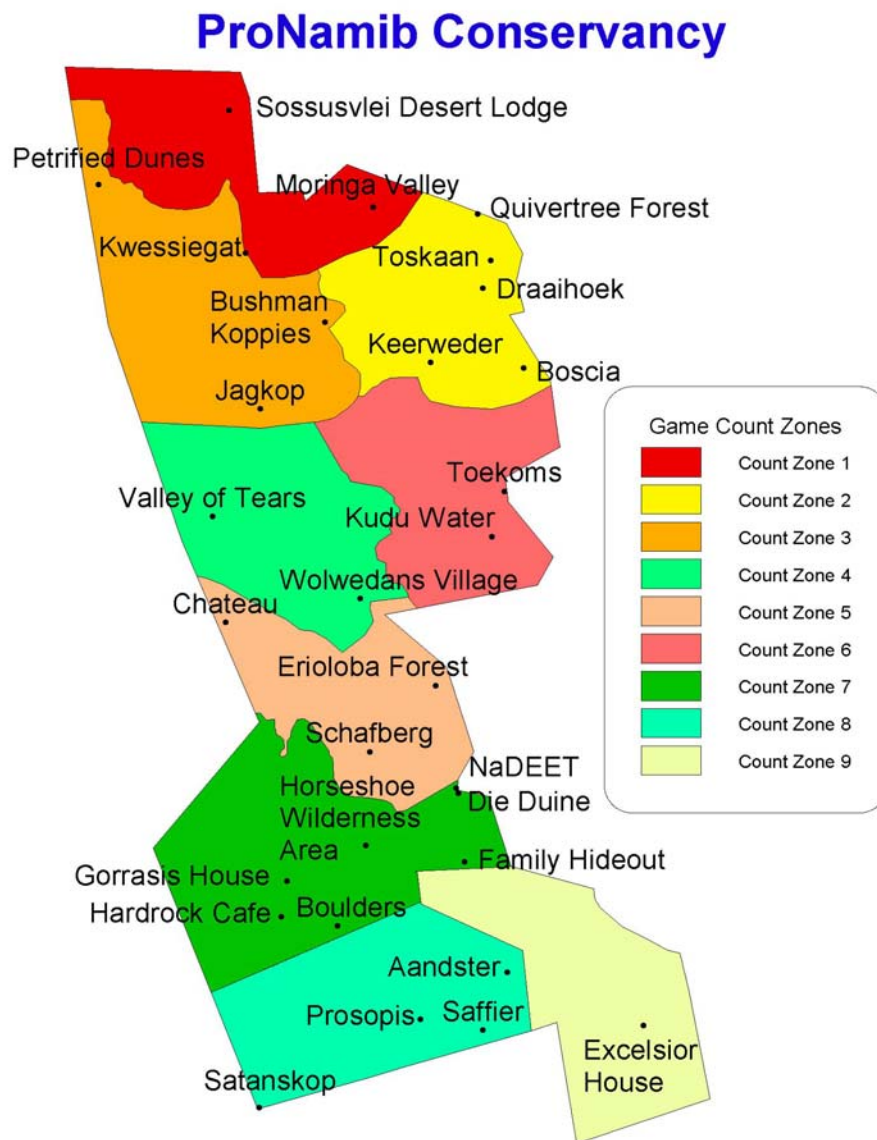 ProNamib Conservancy
Sossusvlei Desert Lodge
Petrified Dunes
Moringa Valley
Quivertree Forest
Kwessiegat
Toskaan
Draaihoek
Bushman
Koppies
Keerweder
Boscia
Jagkop
Game Count Zones
Count Zone 1
Count Zone 2
Count Zone 3
Count Zone 4
Count Zone 5
Count Zone 6
Count Zone 7
Count Zone 8
Count Zone 9
Toekoms
Valley of Tears
Kudu Water
Wolwedans Village
Chateau
Erioloba Forest
Schafberg
NaDEET
Die Duine
Horseshoe
Wilderness
Area
Family Hideout
Gorrasis House
Hardrock Cafe
Boulders
Aandster
Prosopis
Saffier
Excelsior
House
Satanskop